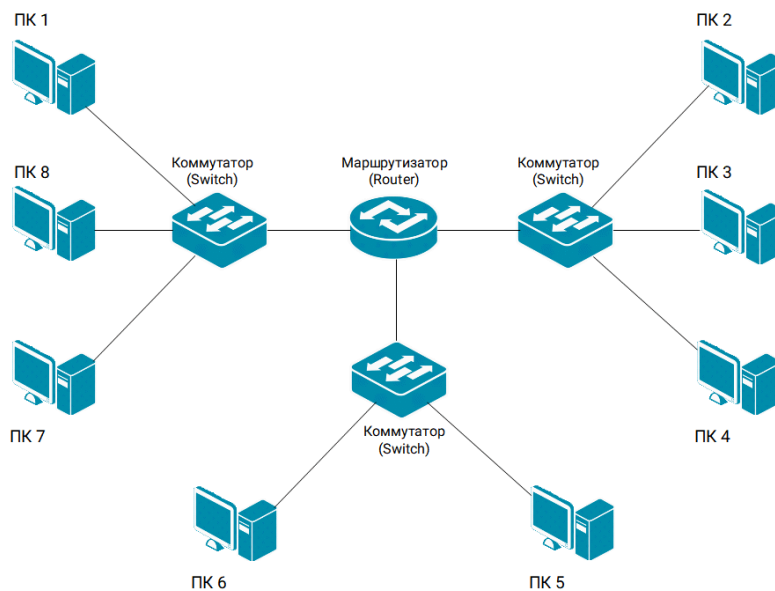 ПК 1
ПК 2
Коммутатор
(Switch)
Маршрутизатор
(Router)
Коммутатор
(Switch)
ПК 8
ПК 3
ПК 7
Коммутатор
(Switch)
ПК 4
ПК 6
ПК 5